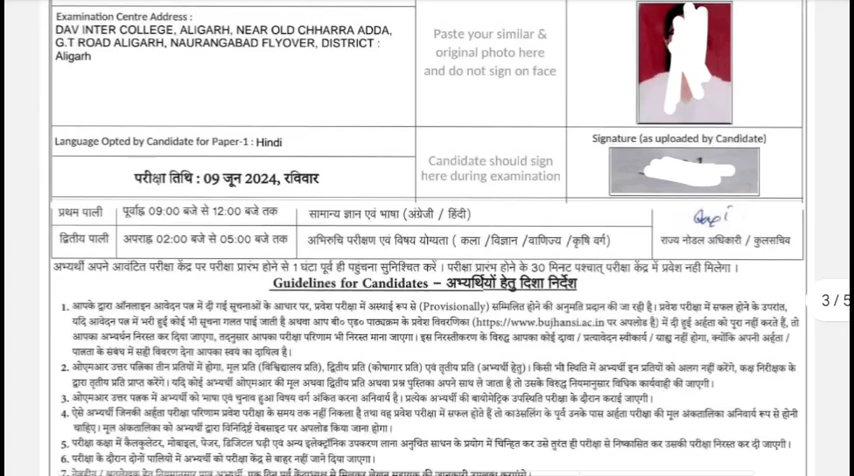 Examination Centre Address :
DAV INTER COLLEGE, ALIGARH, NEAR OLD CHHARRA ADDA,
G.T ROAD ALIGARH, NAURANGABAD FLYOVER, DISTRICT :
Aligarh
Paste your similar &
original photo here
and do not sign on face
Language Opted by Candidate for Paper-1 : Hindi
परीक्षा तिथि : 09 जून 2024, रविवार
Candidate should sign
here during examination
Signature (as uploaded by Candidate)
प्रथम पाली पूर्वाह्न 09:00 बजे से 12:00 बजे तक सामान्य ज्ञान एवं भाषा (अंग्रेजी / हिंदी)
द्वितीय पाली अपराह्न 02:00 बजे से 05:00 बजे तक अभिरुचि परीक्षण एवं विषय योग्यता ( कला /विज्ञान /वाणिज्य /कृषि वर्ग) राज्य नोडल अधिकारी / कुलसचिव
अभ्यर्थी अपने आवंटित परीक्षा केंद्र पर परीक्षा प्रारंभ होने से 1 घंटा पूर्व ही पहुचना सुनिश्चित करें । परीक्षा प्रारंभ होने के 30 मिनट पश्चात् परीक्षा केंद्र में प्रवेश नही मिलेगा ।
Guidelines for Candidates – अभ्यर्थियों हेतु दिशा निर्देश
1. आपके द्वारा ऑनलाइन आवेदन पत्र में दी गई सूचनाओं के आधार पर, प्रवेश परीक्षा में अस्थाई रूप से (Provisionally) सम्मिलित होने की अनुमति प्रदान की जा रही है। प्रवेश परीक्षा में सफल होने के उपरांत,
यदि आवेदन पत्र में भरी हुई कोई भी सूचना गलत पाई जाती है अथवा आप बी० एड० पाठ्यक्रम के प्रवेश विवरणिका (https://www.bujhansi.ac.in पर अपलोड है) में दी हुई अर्हता को पूरा नहीं करते हैं, तो
आपका अभ्यर्थन निरस्त कर दिया जाएगा, तद्नुसार आपका परीक्षा परिणाम भी निरस्त माना जाएगा। इस निरस्तीकरण के विरुद्ध आपका कोई दावा / प्रत्यावेदन स्वीकार्य / ग्राह्य नहीं होगा, क्योंकि अपनी अर्हता /
पात्रता के संबंध में सही विवरण देना आपका स्वयं का दायित्व है।
2. ओएमआर उत्तर पत्रिका तीन प्रतियों में होगा, मूल प्रति (विश्वविद्यालय प्रति), द्वितीय प्रति (कोषागार प्रति) एवं तृतीय प्रति (अभ्यर्थी हेतु)। किसी भी स्थिति में अभ्यर्थी इन प्रतियों को अलग नहीं करेंगे, कक्ष निरीक्षक के
द्वारा तृतीय प्रति प्राप्त करेंगे। यदि कोई अभ्यर्थी ओएमआर की मूल अथवा द्वितीय प्रति अथवा प्रश्न पुस्तिका अपने साथ ले जाता है तो उसके विरुद्ध नियमानुसार विधिक कार्यवाही की जाएगी।
3. ओएमआर उत्तर पत्रक में अभ्यर्थी को भाषा एवं चुनाव हुआ विषय वर्ग अंकित करना अनिवार्य है। प्रत्येक अभ्यर्थी की बायोमेट्रिक उपस्थिति परीक्षा के दौरान कराई जाएगी।
4. ऐसे अभ्यर्थी जिनकी अर्हता परीक्षा परिणाम प्रवेश परीक्षा के समय तक नहीं निकला है तथा वह प्रवेश परीक्षा में सफल होते हैं तो काउंसलिंग के पूर्व उनके पास अर्हता परीक्षा की मूल अंकतालिका अनिवार्य रूप से होनी
चाहिए। मूल अंकतालिका को अभ्यर्थी द्वारा विनिर्दिष्ट वेबसाइट पर अपलोड किया जाना होगा।
5. परीक्षा कक्षा में कैलकुलेटर, मोबाइल, पेजर, डिजिटल घड़ी एवं अन्य इलेक्ट्रॉनिक उपकरण लाना अनुचित साधन के प्रयोग में चिन्हित कर उसे तुरंत ही परीक्षा से निष्कासित कर उसकी परीक्षा निरस्त कर दी जाएगी।
6. परीक्षा के दौरान दोनों पालियों में अभ्यर्थी को परीक्षा केंद्र से बाहर नहीं जाने दिया जाएगा।
3 / 5